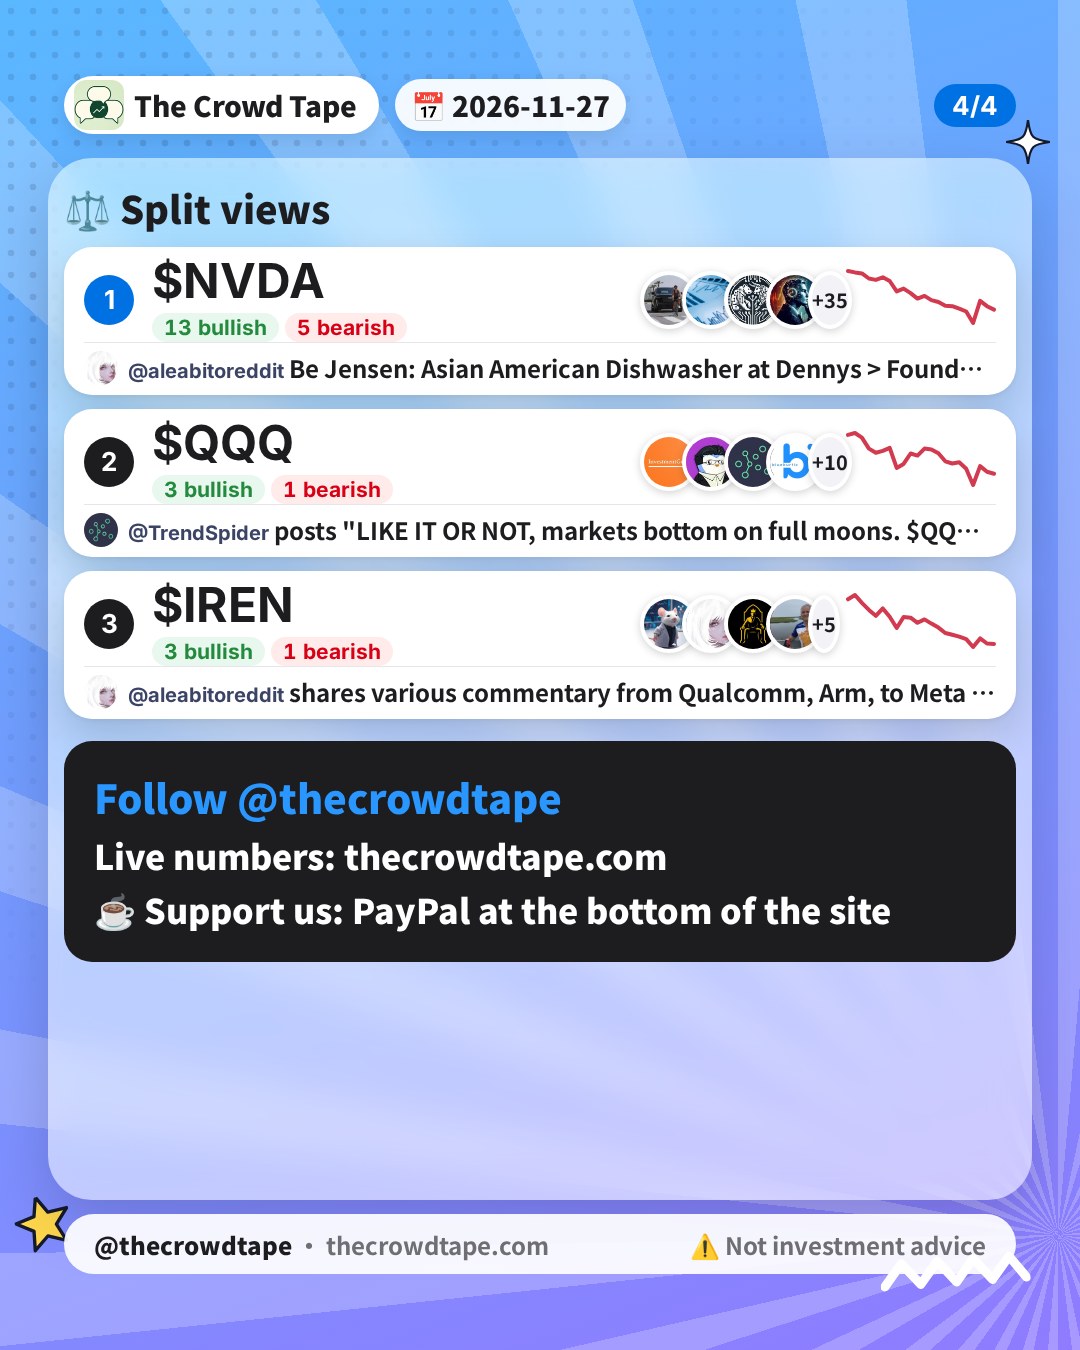 The Crowd Tape
July
2026-11-27
4/4
Split views
1
$NVDA
13 bullish 5 bearish
+35
@aleabitoreddit Be Jensen: Asian American Dishwasher at Dennys > Found⋯
2
$QQQ
3 bullish 1 bearish
+10
@TrendSpider posts "LIKE IT OR NOT, markets bottom on full moons. $QQ⋯
3
$IREN
3 bullish 1 bearish
+5
@aleabitoreddit shares various commentary from Qualcomm, Arm, to Meta ⋯
Follow @thecrowdtape
Live numbers: thecrowdtape.com
Support us: PayPal at the bottom of the site
@thecrowdtape • thecrowdtape.com
Not investment advice